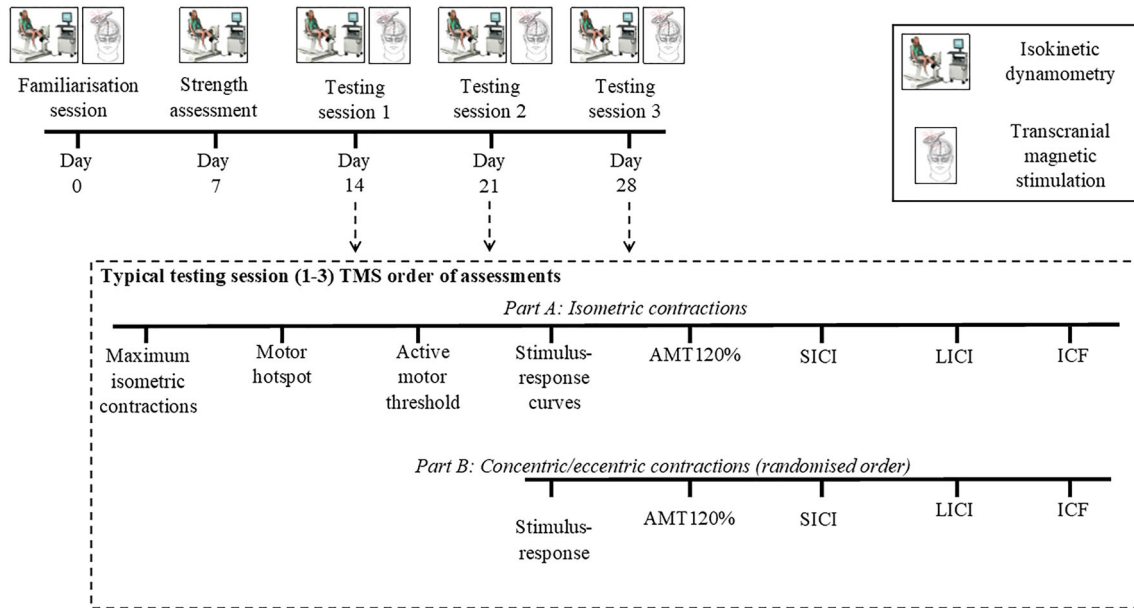 Familiarisation
session
Strength
assessment
Testing
session 1
Testing
session 2
Testing
session 3
Day
0
Day
7
Day
14
Day
21
Day
28
Isokinetic
dynamometry
Transcranial
magnetic
stimulation
Typical testing session (1-3) TMS order of assessments
Part A: Isometric contractions
Maximum
isometric
contractions
Motor
hotspot
Active
motor
threshold
Stimulus-
response
curves
AMT120%
SICI
LICI
ICF
Part B: Concentric/eccentric contractions (randomised order)
Stimulus-
response
AMT120%
SICI
LICI
ICF